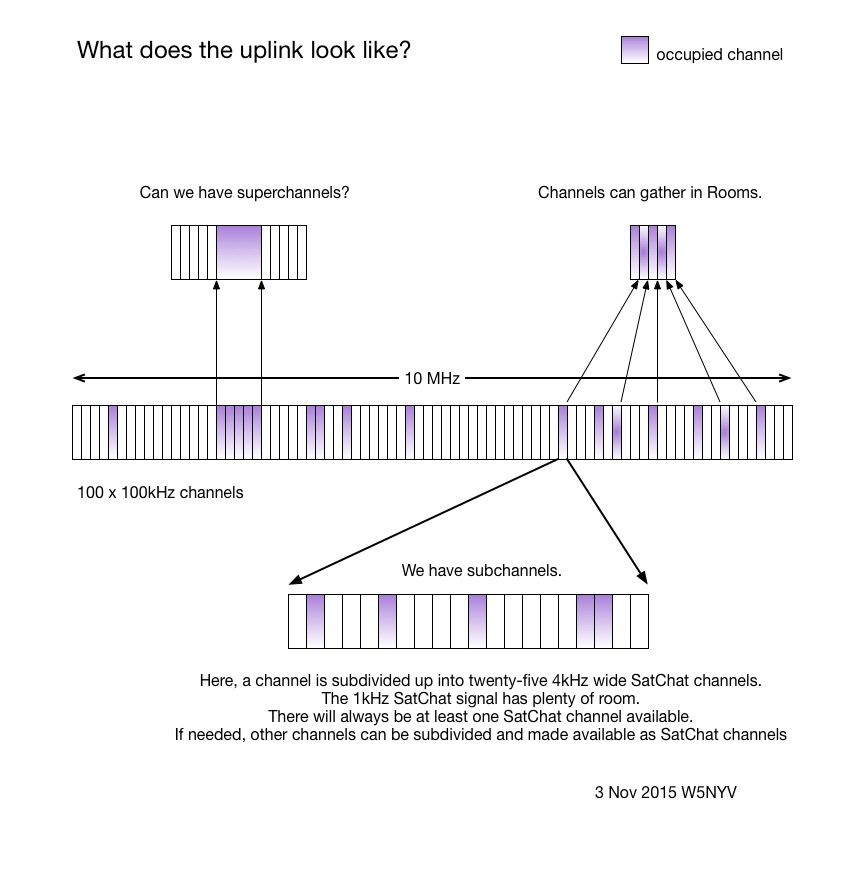 What does the uplink look like?
occupied channel
Can we have superchannels?
Channels can gather in Rooms.
10 MHz
100 x 100kHz channels
We have subchannels.
Here, a channel is subdivided up into twenty-five 4kHz wide SatChat channels.
The 1kHz SatChat signal has plenty of room.
There will always be at least one SatChat channel available.
If needed, other channels can be subdivided and made available as SatChat channels
3 Nov 2015 W5NYV